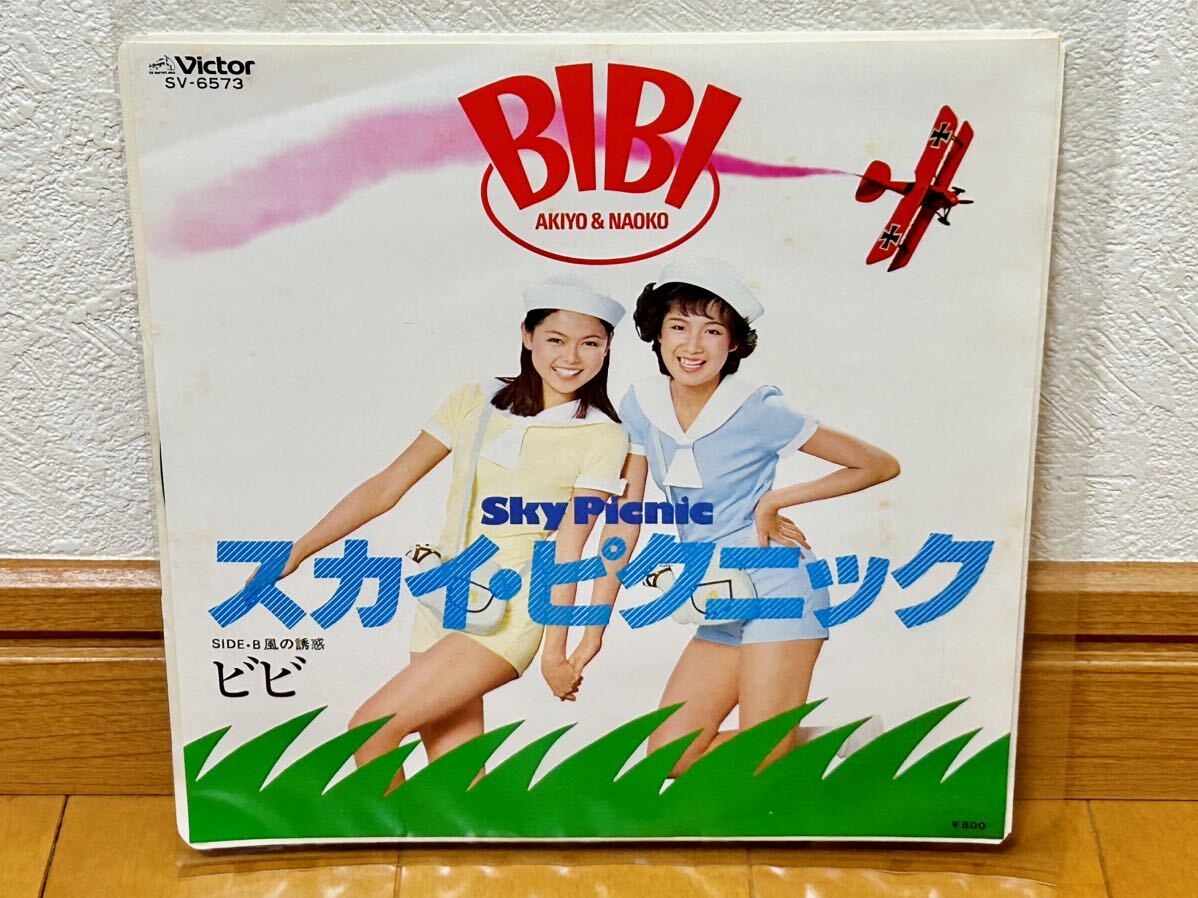 Victor
SV-6573
BIBI
AKIYO & NAOKO
Sky Picnic
スカイ・ピクニック
SIDE・B 風の誘惑
ビビ
¥800